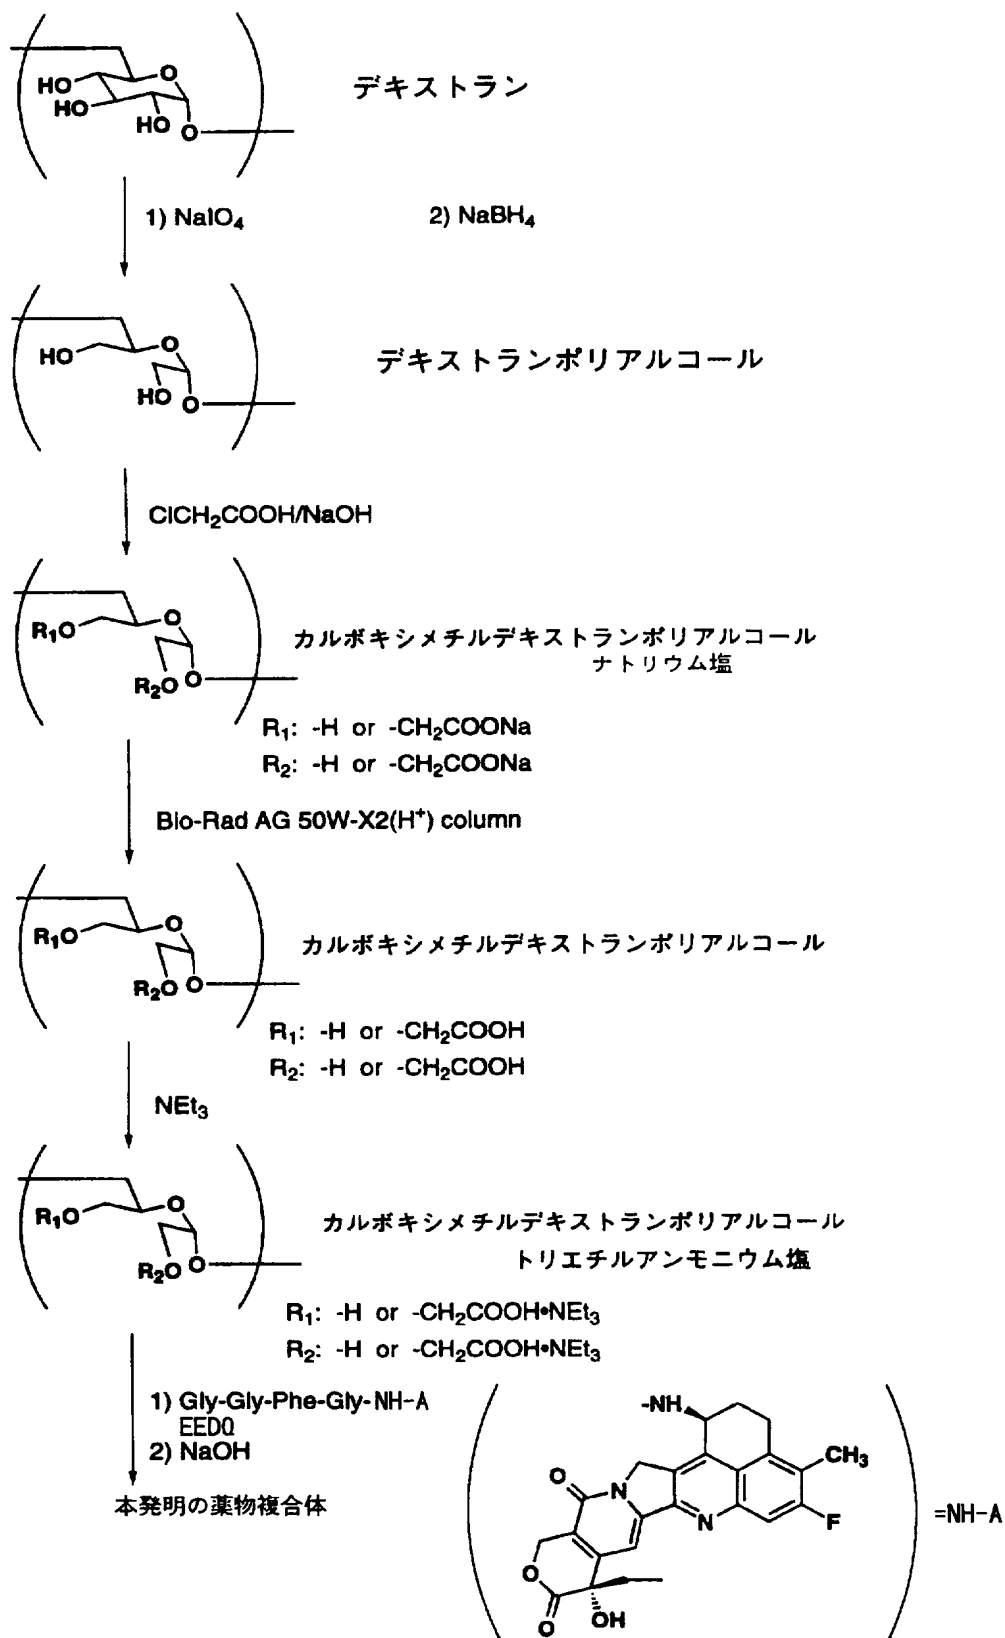 HO
O
HO
HO
O
デキストラン
1) NaIO4 2) NaBH4
HO
O
HO
O
デキストランポリアルコール
ClCH2COOH/NaOH
R1O
O
R2O
O
カルボキシメチルデキストランポリアルコール
ナトリウム塩
R1: -H or -CH2COONa
R2: -H or -CH2COONa
Bio-Rad AG 50W-X2(H+) column
R1O
O
R2O
O
カルボキシメチルデキストランポリアルコール
R1: -H or -CH2COOH
R2: -H or -CH2COOH
NEt3
R1O
O
R2O
O
カルボキシメチルデキストランポリアルコール
トリエチルアンモニウム塩
R1: -H or -CH2COOH•NEt3
R2: -H or -CH2COOH•NEt3
1) Gly-Gly-Phe-Gly-NH-A
EEDQ
2) NaOH
本発明の薬物複合体
-NH
CH3
O
N
N
F
O
O
OH
=NH-A